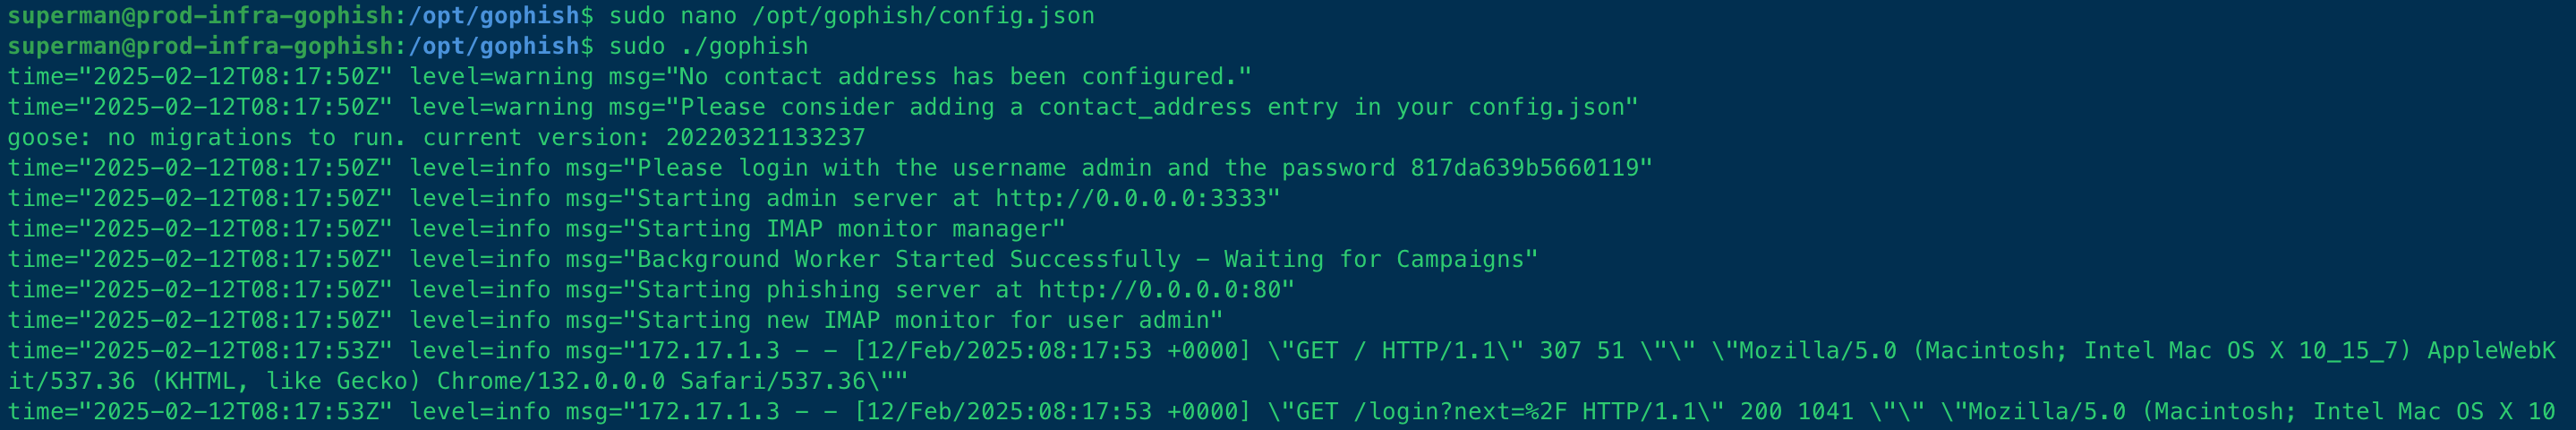 superman@prod-infra-gophish:/opt/gophish$ sudo nano /opt/gophish/config.json
superman@prod-infra-gophish:/opt/gophish$ sudo ./gophish
time="2025-02-12T08:17:50Z" level=warning msg="No contact address has been configured."
time="2025-02-12T08:17:50Z" level=warning msg="Please consider adding a contact_address entry in your config.json"
goose: no migrations to run. current version: 20220321133237
time="2025-02-12T08:17:50Z" level=info msg="Please login with the username admin and the password 817da639b5660119"
time="2025-02-12T08:17:50Z" level=info msg="Starting admin server at http://0.0.0.0:3333"
time="2025-02-12T08:17:50Z" level=info msg="Starting IMAP monitor manager"
time="2025-02-12T08:17:50Z" level=info msg="Background Worker Started Successfully - Waiting for Campaigns"
time="2025-02-12T08:17:50Z" level=info msg="Starting phishing server at http://0.0.0.0:80"
time="2025-02-12T08:17:50Z" level=info msg="Starting new IMAP monitor for user admin"
time="2025-02-12T08:17:53Z" level=info msg="172.17.1.3 - - [12/Feb/2025:08:17:53 +0000] \"GET / HTTP/1.1\" 307 51 \"\" \"Mozilla/5.0 (Macintosh; Intel Mac OS X 10_15_7) AppleWebK
it/537.36 (KHTML, like Gecko) Chrome/132.0.0.0 Safari/537.36\""
time="2025-02-12T08:17:53Z" level=info msg="172.17.1.3 - - [12/Feb/2025:08:17:53 +0000] \"GET /login?next=%2F HTTP/1.1\" 200 1041 \"\" \"Mozilla/5.0 (Macintosh; Intel Mac OS X 10